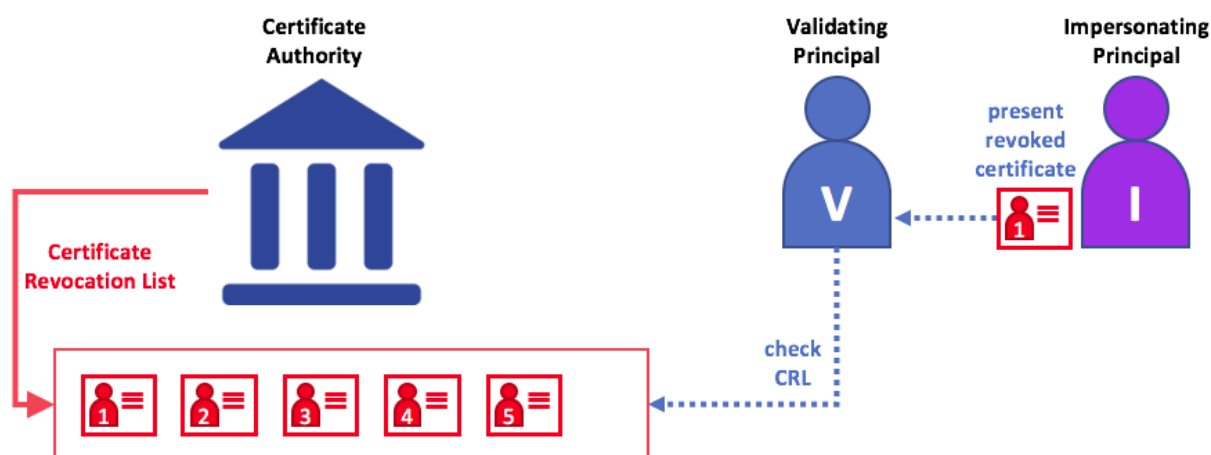 Certificate
Authority
Validating
Principal
Impersonating
Principal
present
revoked
certificate
V
1
I
Certificate
Revocation List
check
CRL
1
2
3
4
5